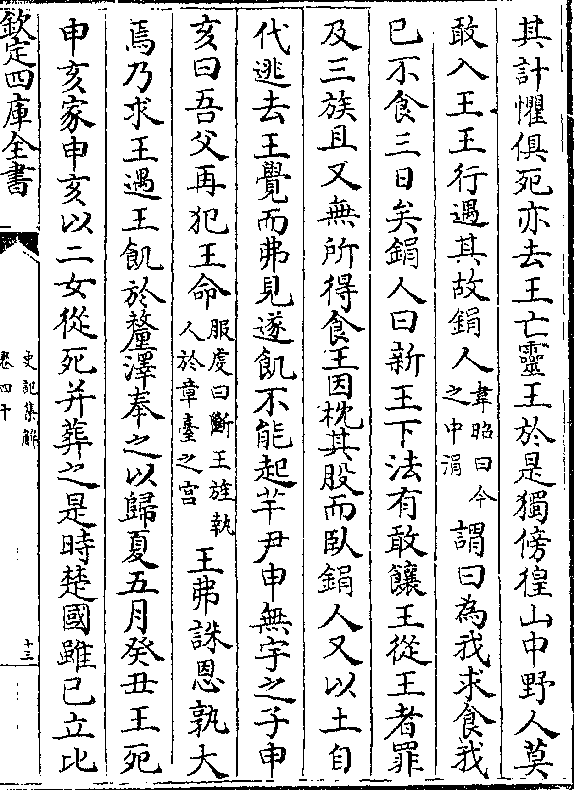 其計懼俱死亦去王亡靈王於是獨傍徨山中野人莫
敢入王王行遇其故鋗人韋昭曰今之中涓謂曰為我求食我
已不食三日矣鋗人曰新王下法有敢饟王從王者罪
及三族且又無所得食王因枕其股而臥鋗人又以土自
代逃去王覺而弗見遂飢不能起芊尹申無宇之子申
亥曰吾父再犯王命服虔曰斷王旌執人於章臺之宫王弗誅恩孰大
焉乃求王遇王飢於釐澤奉之以歸夏五月癸丑王死
申亥家申亥以二女從死并葬之是時楚國雖已立比
欽定四庫全書
史記集解
卷四十
十三